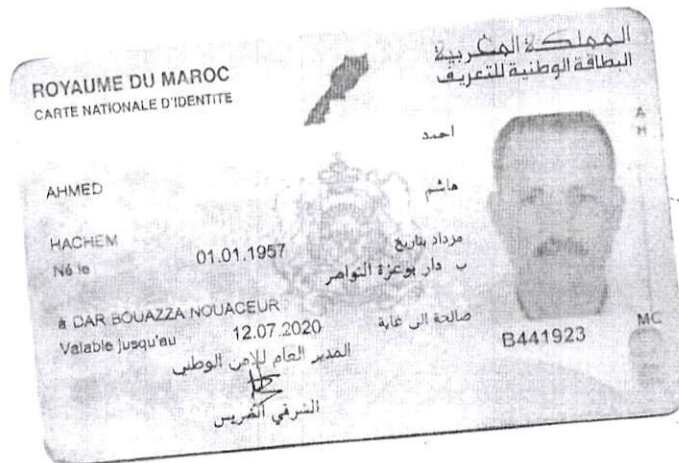 المملكة المغربية
البطاقة الوطنية للتعريف
ROYAUME DU MAROC
CARTE NATIONALE D'IDENTITE
احمد
AHMED
هاشم
HACHEM
Né le 01.01.1957 مزداد بتاريخ
ب دار بوعزة النواصر
à DAR BOUAZZA NOUACEUR
Valable jusqu'au 12.07.2020 صالحة الى غاية
المدير العام للأمن الوطني
الشرقي الضريس
B441923
A
H
MC